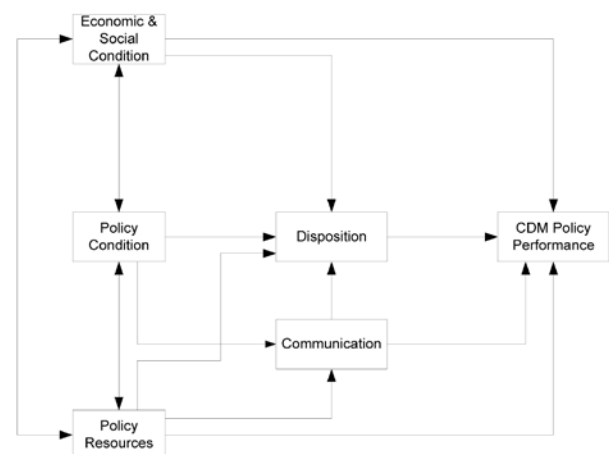 Economic &
Social
Condition
Policy
Condition
Disposition
CDM Policy
Performance
Communication
Policy
Resources